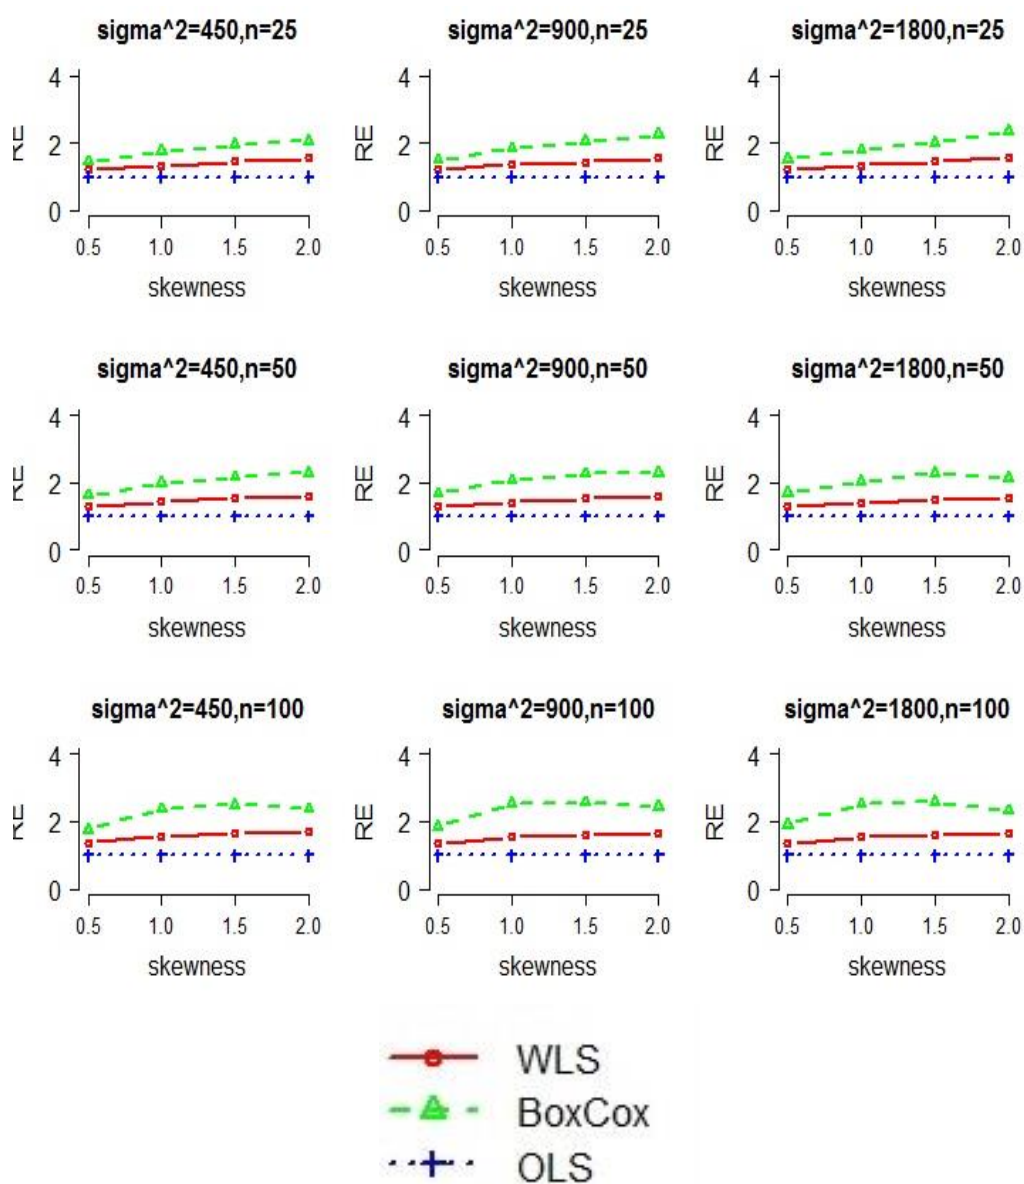 sigma^2=450,n=25
4
2
0
RE
0.5 1.0 1.5 2.0
skewness
sigma^2=900,n=25
4
2
0
RE
0.5 1.0 1.5 2.0
skewness
sigma^2=1800,n=25
4
2
0
RE
0.5 1.0 1.5 2.0
skewness
sigma^2=450,n=50
4
2
0
RE
0.5 1.0 1.5 2.0
skewness
sigma^2=900,n=50
4
2
0
RE
0.5 1.0 1.5 2.0
skewness
sigma^2=1800,n=50
4
2
0
RE
0.5 1.0 1.5 2.0
skewness
sigma^2=450,n=100
4
2
0
RE
0.5 1.0 1.5 2.0
skewness
sigma^2=900,n=100
4
2
0
RE
0.5 1.0 1.5 2.0
skewness
sigma^2=1800,n=100
4
2
0
RE
0.5 1.0 1.5 2.0
skewness
WLS
BoxCox
OLS